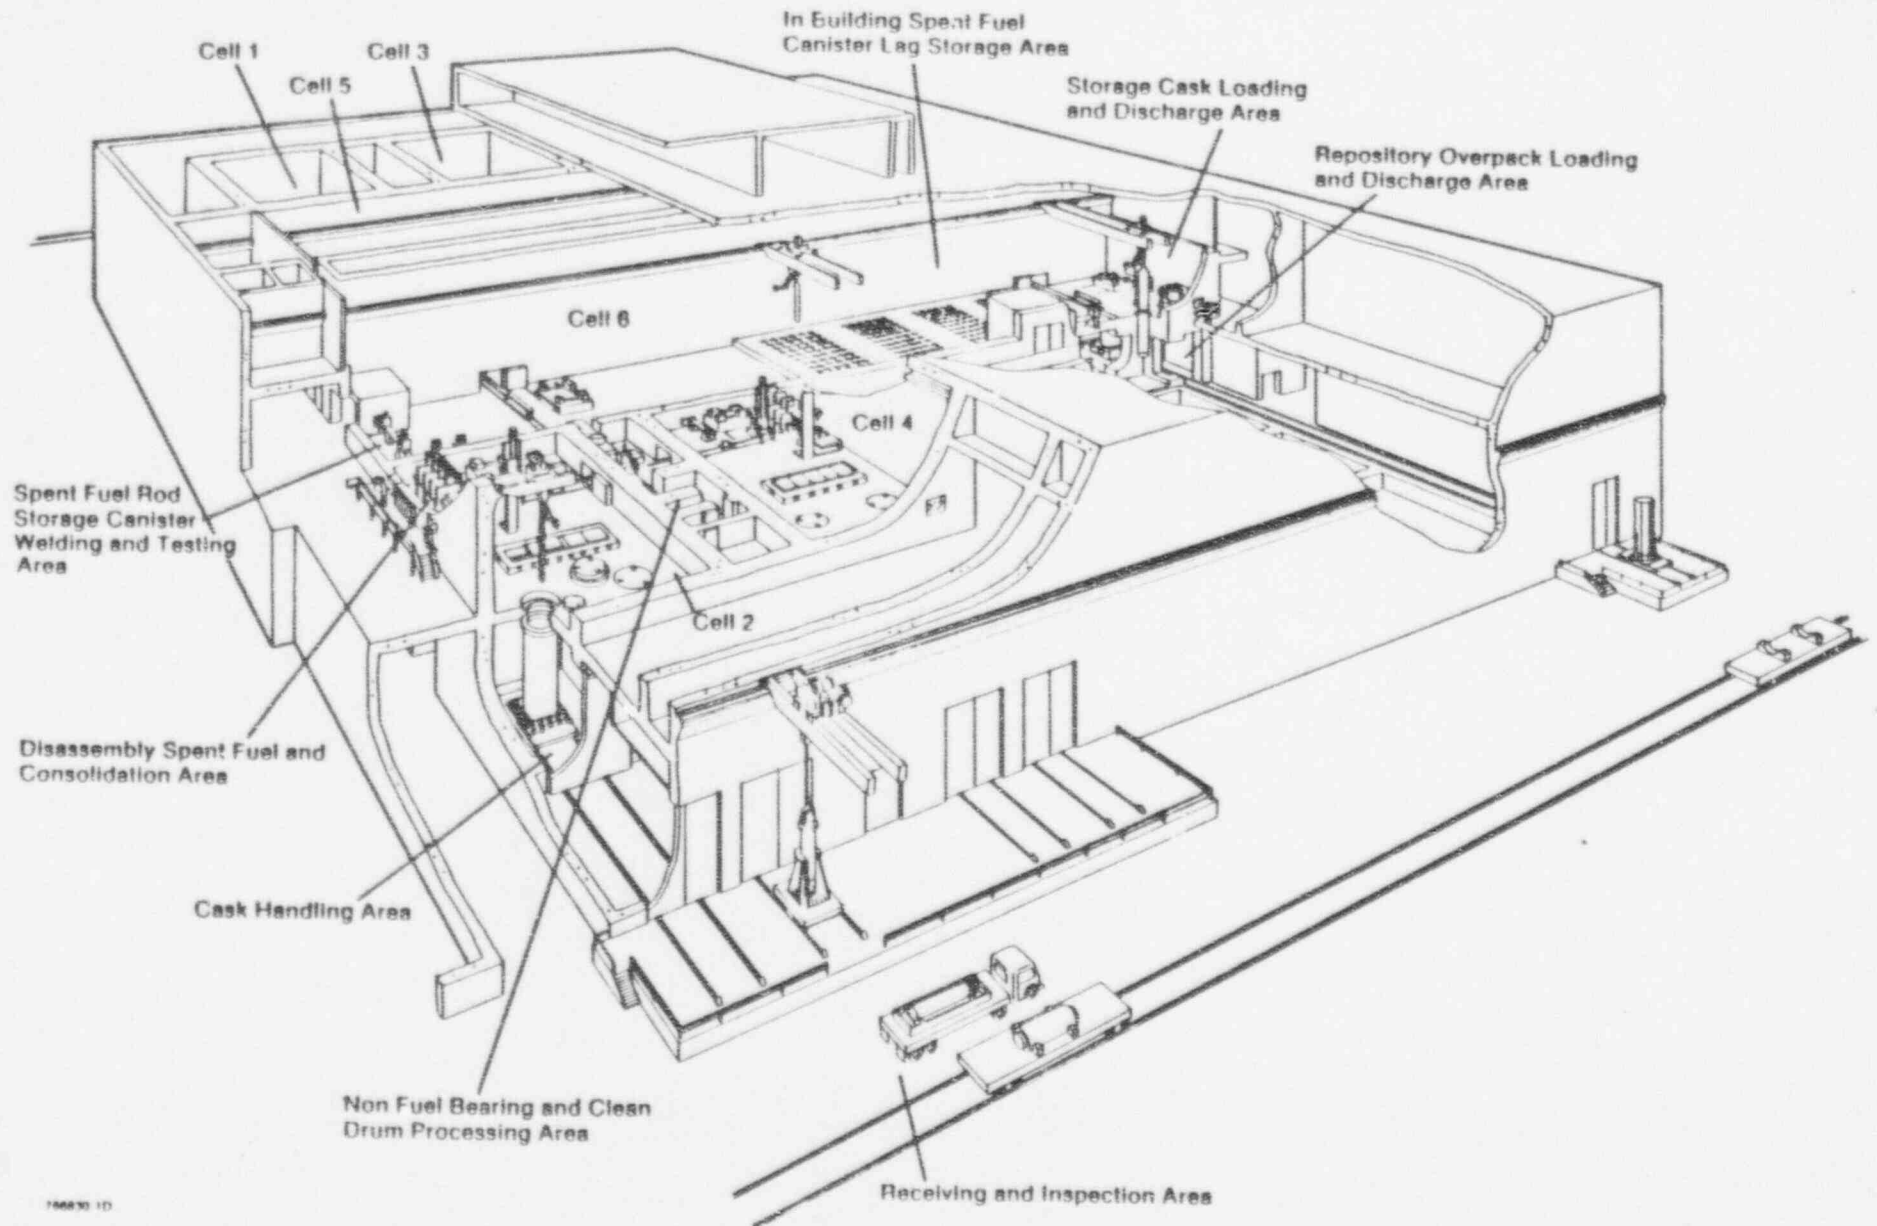 In Building Spent Fuel
Canister Lag Storage Area
Cell 1
Cell 3
Cell 5
Storage Cask Loading
and Discharge Area
Repository Overpack Loading
and Discharge Area
Cell 6
Cell 4
Spent Fuel Rod
Storage Canister
Welding and Testing
Area
Cell 2
Disassembly Spent Fuel and
Consolidation Area
Cask Handling Area
Non Fuel Bearing and Clean
Drum Processing Area
Receiving and Inspection Area